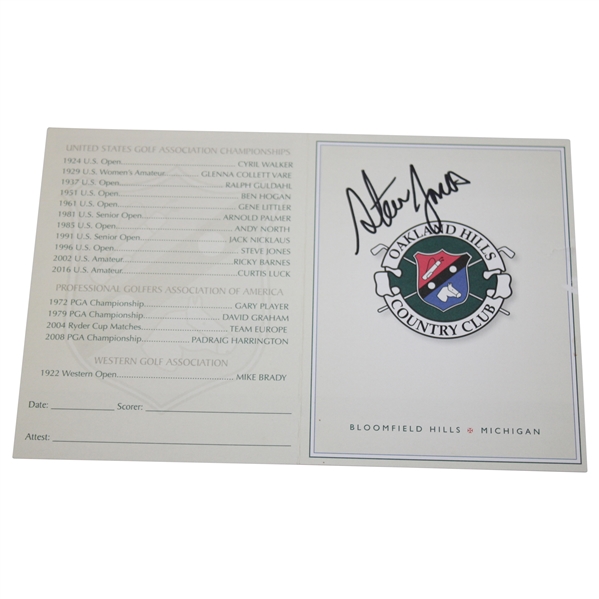 UNITED STATES GOLF ASSOCIATION CHAMPIONSHIPS
1924 U.S. Open CYRIL WALKER
1929 U.S. Women's Amateur GLENNA COLLETT VARE
1937 U.S. Open RALPH GULDAHL
1951 U.S. Open BEN HOGAN
1961 U.S. Open GENE LITTLER
1981 U.S. Senior Open ARNOLD PALMER
1985 U.S. Open ANDY NORTH
1991 U.S. Senior Open JACK NICKLAUS
1996 U.S. Open STEVE JONES
2002 U.S. Amateur RICKY BARNES
2016 U.S. Amateur CURTIS LUCK
PROFESSIONAL GOLFERS ASSOCIATION OF AMERICA
1972 PGA Championship GARY PLAYER
1979 PGA Championship DAVID GRAHAM
2004 Ryder Cup Matches TEAM EUROPE
2008 PGA Championship PADRAIG HARRINGTON
WESTERN GOLF ASSOCIATION
1922 Western Open MIKE BRADY
Date: Scorer:
Attest:
Steve Jones
OAKLAND HILLS
COUNTRY CLUB
BLOOMFIELD HILLS MICHIGAN